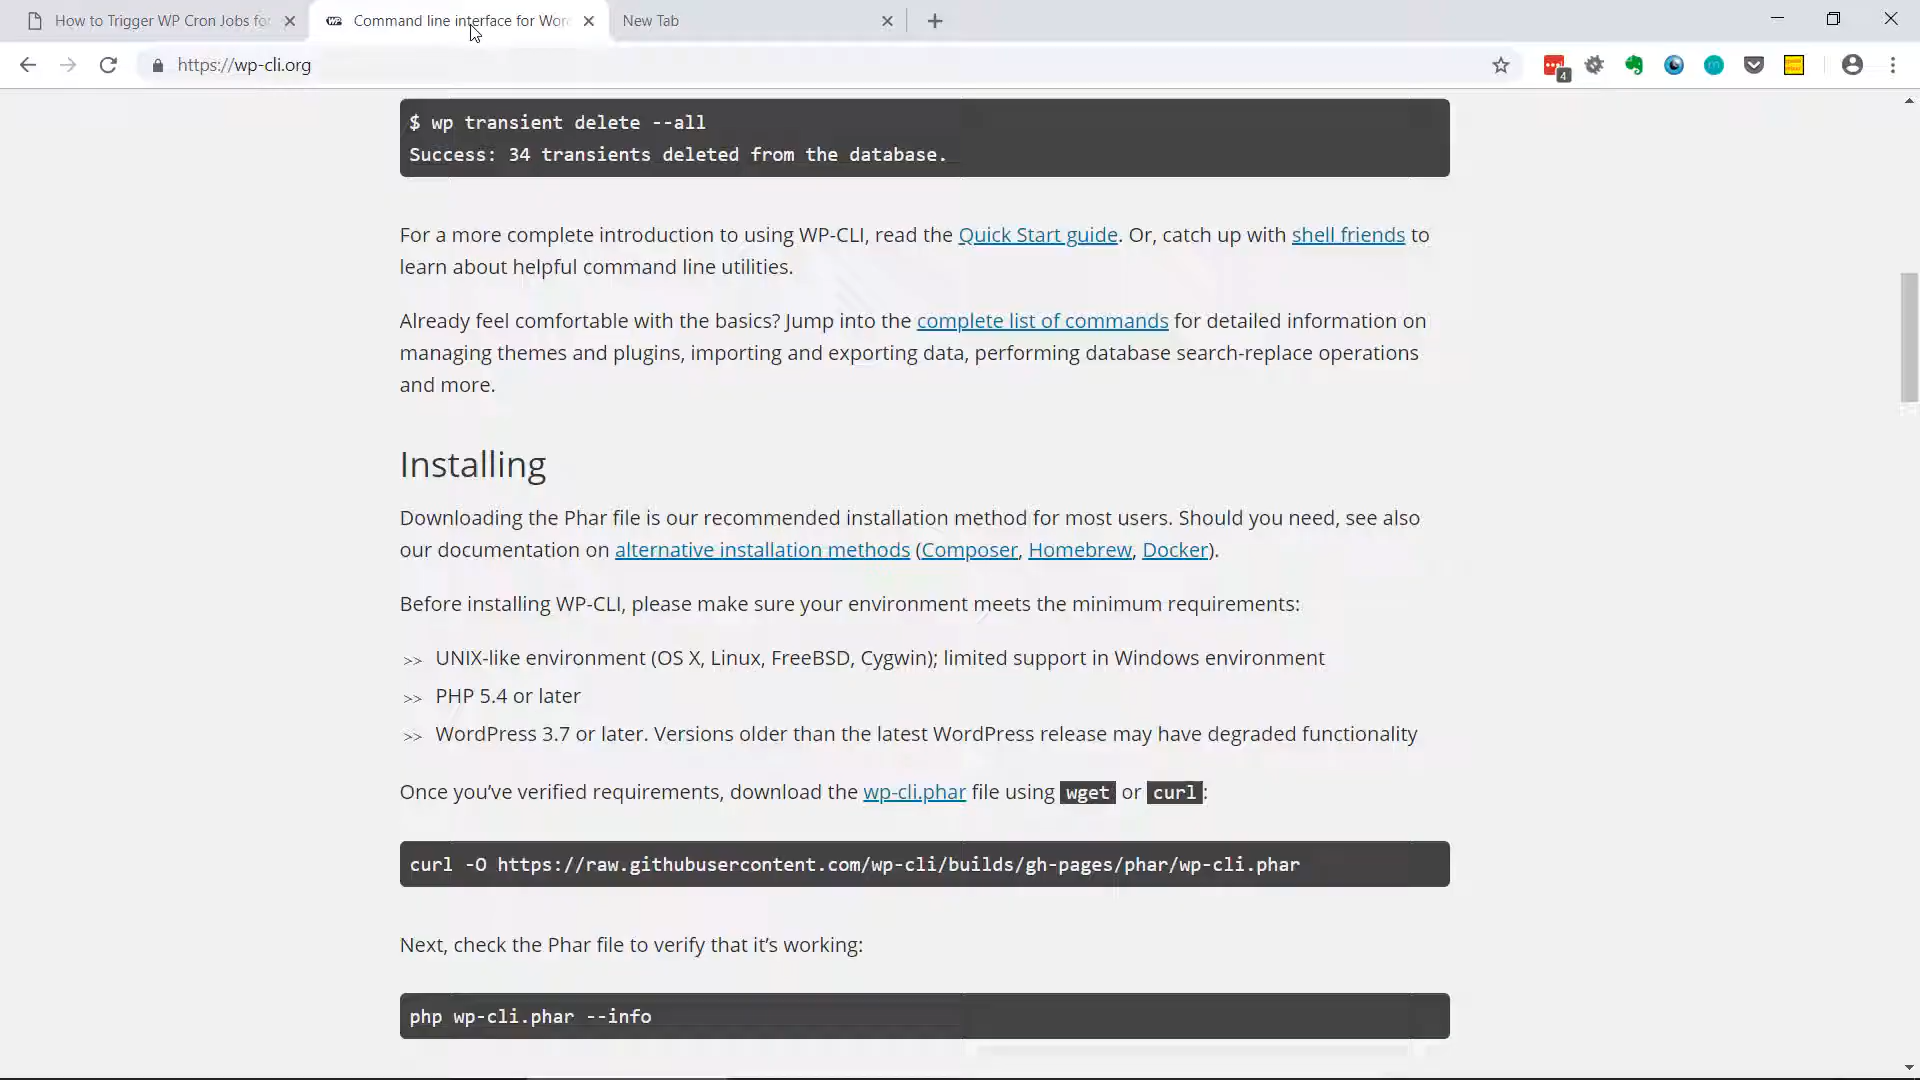 How to Trigger WP Cron Jobs fo
Command line interface for Wor
New Tab
https://wp-cli.org
4
$ wp transient delete --all
Success: 34 transients deleted from the database.
For a more complete introduction to using WP-CLI, read the Quick Start guide. Or, catch up with shell friends to
learn about helpful command line utilities.
Already feel comfortable with the basics? Jump into the complete list of commands for detailed information on
managing themes and plugins, importing and exporting data, performing database search-replace operations
and more.
Installing
Downloading the Phar file is our recommended installation method for most users. Should you need, see also
our documentation on alternative installation methods (Composer, Homebrew, Docker).
Before installing WP-CLI, please make sure your environment meets the minimum requirements:
>> UNIX-like environment (OS X, Linux, FreeBSD, Cygwin); limited support in Windows environment
>> PHP 5.4 or later
>> WordPress 3.7 or later. Versions older than the latest WordPress release may have degraded functionality
Once you’ve verified requirements, download the wp-cli.phar file using wget or curl:
curl -O https://raw.githubusercontent.com/wp-cli/builds/gh-pages/phar/wp-cli.phar
Next, check the Phar file to verify that it’s working:
php wp-cli.phar --info